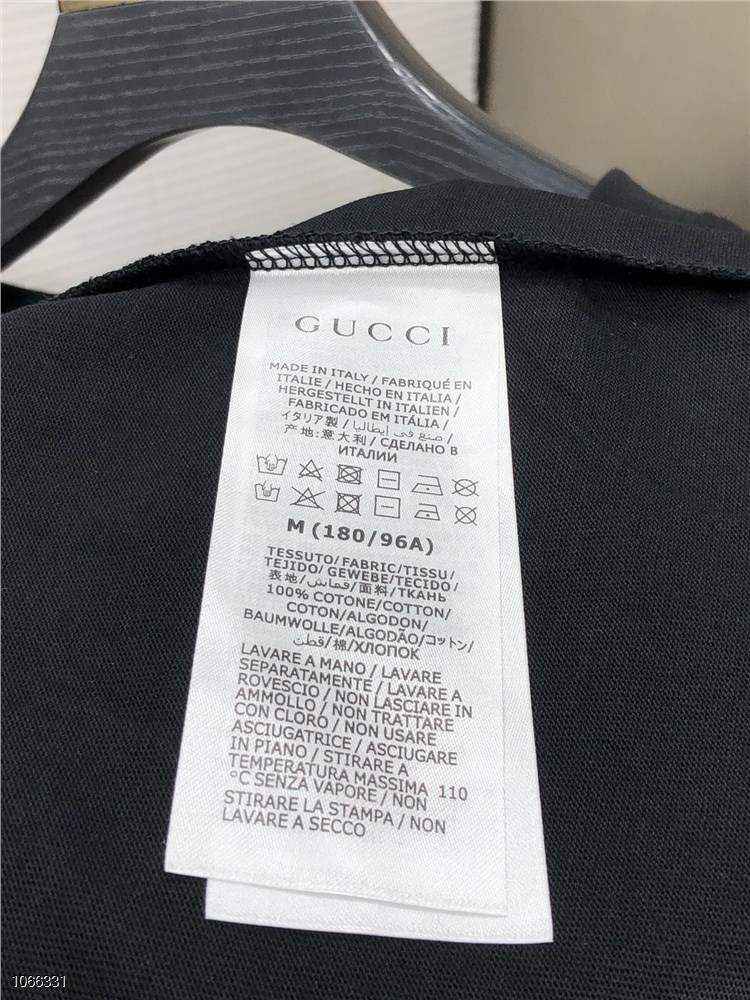 GUCCI
MADE IN ITALY / FABRIQUÉ EN
ITALIE / HECHO EN ITALIA /
HERGESTELLT IN ITALIEN /
FABRICADO EM ITÁLIA /
イタリア製 / صنع في إيطاليا /
产地:意大利 / СДЕЛАНО В
ИТАЛИИ
M (180/96A)
TESSUTO/FABRIC/TISSU/
TEJIDO/ GEWEBE/TECIDO/
表地/قماش/面料/ТКАНЬ
100% COTONE/COTTON/
COTON/ALGODON/
BAUMWOLLE/ALGODÃO/コットン/
قطن/棉/ХЛОПОК
LAVARE A MANO / LAVARE
SEPARATAMENTE / LAVARE A
ROVESCIO / NON LASCIARE IN
AMMOLLO / NON TRATTARE
CON CLORO / NON USARE
ASCIUGATRICE / ASCIUGARE
IN PIANO / STIRARE A
TEMPERATURA MASSIMA 110
°C SENZA VAPORE / NON
STIRARE LA STAMPA / NON
LAVARE A SECCO
1066331